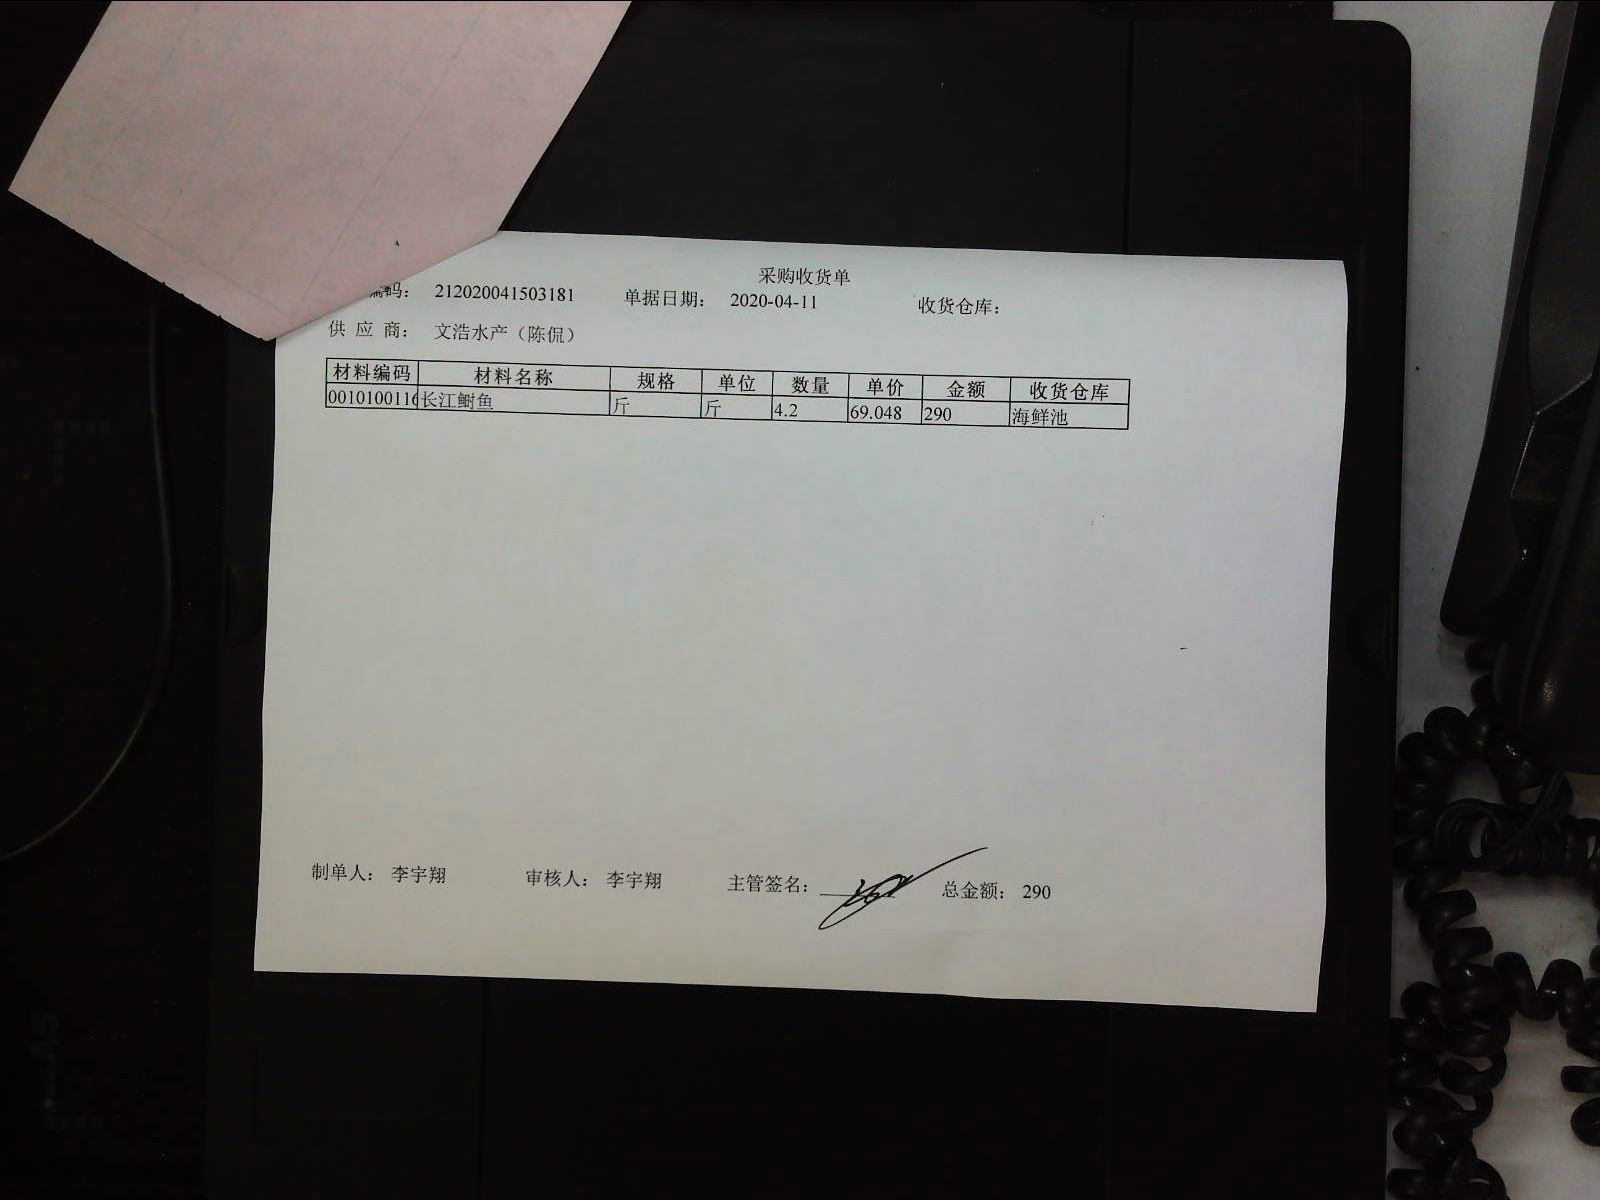 采购收货单
编码： 212020041503181 单据日期： 2020-04-11 收货仓库：
供 应 商： 文浩水产（陈侃）
材料编码 材料名称 规格 单位 数量 单价 金额 收货仓库
0010100116 长江鲥鱼 斤 斤 4.2 69.048 290 海鲜池
制单人： 李宇翔 审核人： 李宇翔 主管签名： 总金额： 290